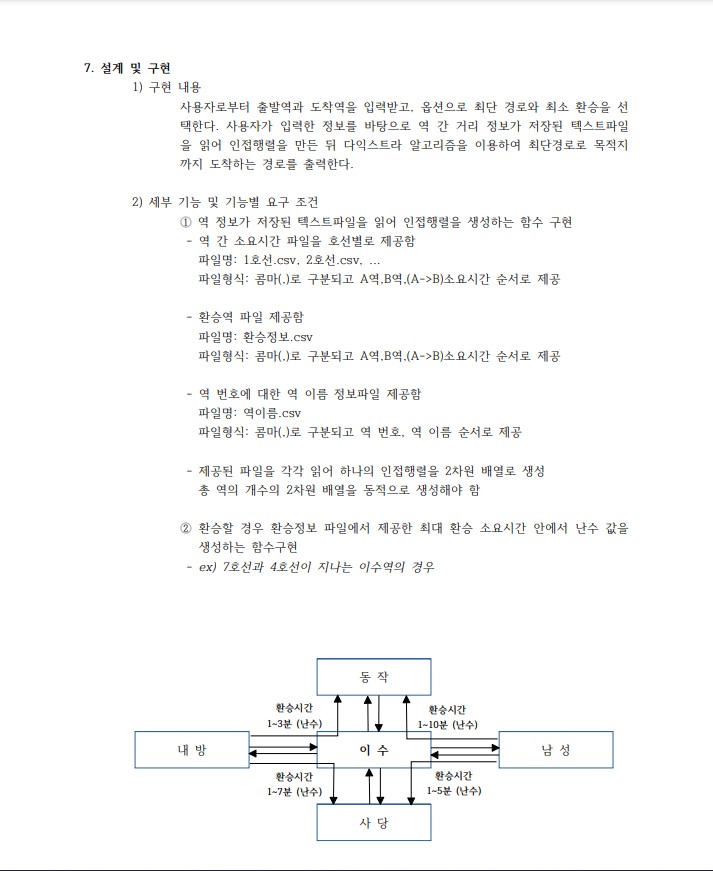 7. 설계 및 구현
1) 구현 내용
사용자로부터 출발역과 도착역을 입력받고, 옵션으로 최단 경로와 최소 환승을 선
택한다. 사용자가 입력한 정보를 바탕으로 역 간 거리 정보가 저장된 텍스트파일
을 읽어 인접행렬을 만든 뒤 다익스트라 알고리즘을 이용하여 최단경로로 목적지
까지 도착하는 경로를 출력한다.
2) 세부 기능 및 기능별 요구 조건
① 역 정보가 저장된 텍스트파일을 읽어 인접행렬을 생성하는 함수 구현
- 역 간 소요시간 파일을 호선별로 제공함
파일명: 1호선.csv, 2호선.csv, ...
파일형식: 콤마(,)로 구분되고 A역,B역,(A->B)소요시간 순서로 제공
- 환승역 파일 제공함
파일명: 환승정보.csv
파일형식: 콤마(,)로 구분되고 A역,B역,(A->B)소요시간 순서로 제공
- 역 번호에 대한 역 이름 정보파일 제공함
파일명: 역이름.csv
파일형식: 콤마(,)로 구분되고 역 번호, 역 이름 순서로 제공
- 제공된 파일을 각각 읽어 하나의 인접행렬을 2차원 배열로 생성
총 역의 개수의 2차원 배열을 동적으로 생성해야 함
② 환승할 경우 환승정보 파일에서 제공한 최대 환승 소요시간 안에서 난수 값을
생성하는 함수구현
- ex) 7호선과 4호선이 지나는 이수역의 경우
동 작
환승시간
1~3분 (난수)
환승시간
1~10분 (난수)
내 방
이 수
남 성
환승시간
1~7분 (난수)
환승시간
1~5분 (난수)
사 당